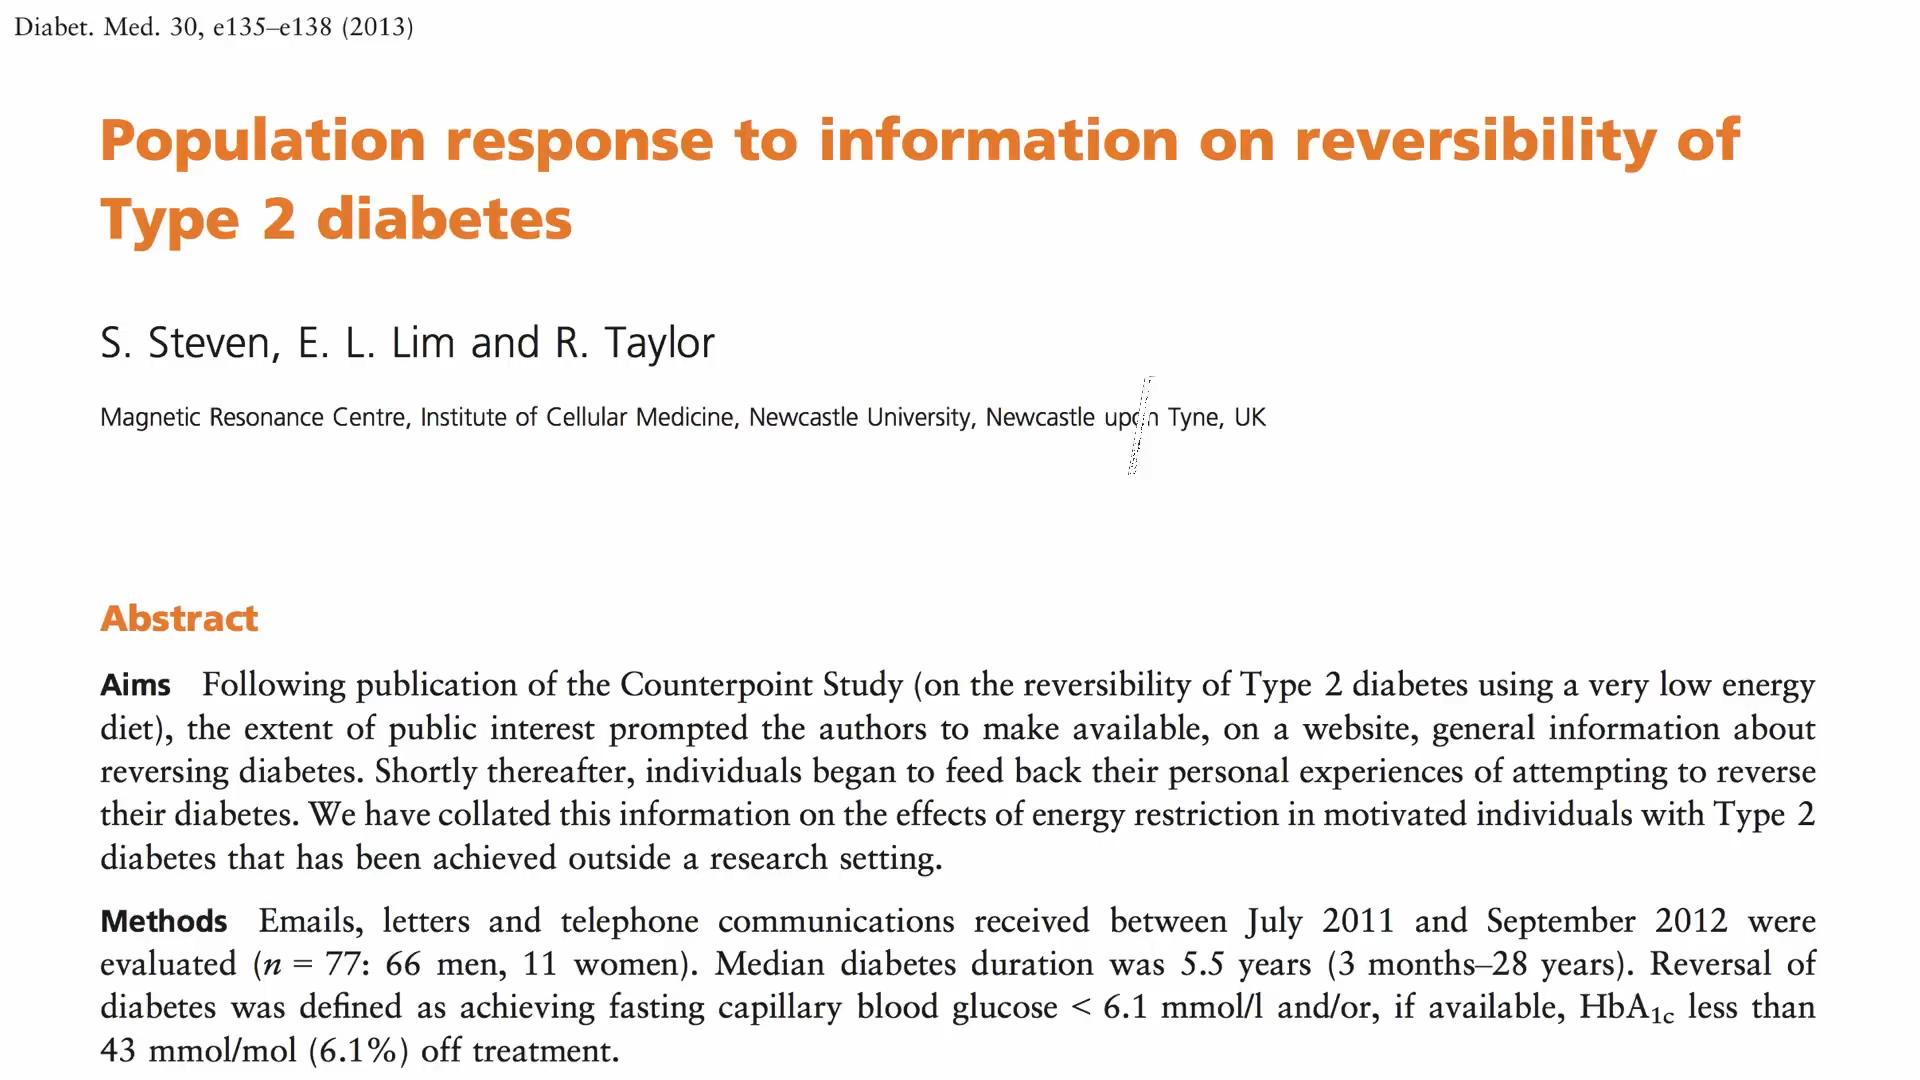 Diabet. Med. 30, e135–e138 (2013)
Population response to information on reversibility of
Type 2 diabetes
S. Steven, E. L. Lim and R. Taylor
Magnetic Resonance Centre, Institute of Cellular Medicine, Newcastle University, Newcastle upon Tyne, UK
Abstract
Aims Following publication of the Counterpoint Study (on the reversibility of Type 2 diabetes using a very low energy
diet), the extent of public interest prompted the authors to make available, on a website, general information about
reversing diabetes. Shortly thereafter, individuals began to feed back their personal experiences of attempting to reverse
their diabetes. We have collated this information on the effects of energy restriction in motivated individuals with Type 2
diabetes that has been achieved outside a research setting.
Methods Emails, letters and telephone communications received between July 2011 and September 2012 were
evaluated (n = 77: 66 men, 11 women). Median diabetes duration was 5.5 years (3 months–28 years). Reversal of
diabetes was defined as achieving fasting capillary blood glucose < 6.1 mmol/l and/or, if available, HbA1c less than
43 mmol/mol (6.1%) off treatment.